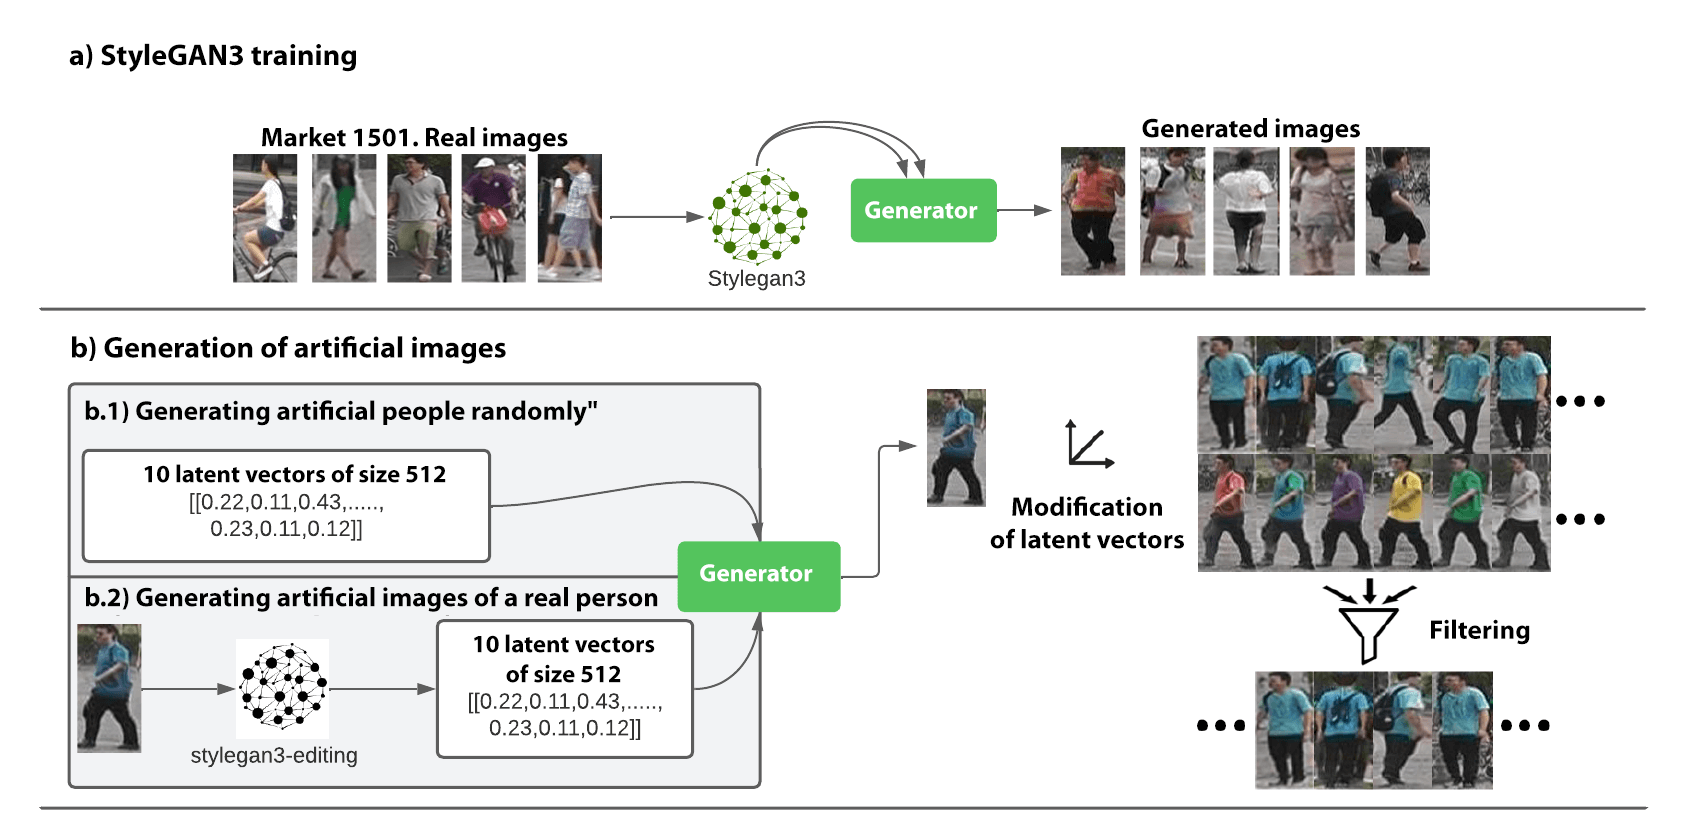 a) StyleGAN3 training
Market 1501. Real images
Generated images
Generator
Stylegan3
b) Generation of artificial images
b.1) Generating artificial people randomly"
10 latent vectors of size 512
[[0.22,0.11,0.43,.....,
0.23,0.11,0.12]]
Generator
b.2) Generating artificial images of a real person
stylegan3-editing
10 latent vectors
of size 512
[[0.22,0.11,0.43,.....,
0.23,0.11,0.12]]
Modification
of latent vectors
Filtering